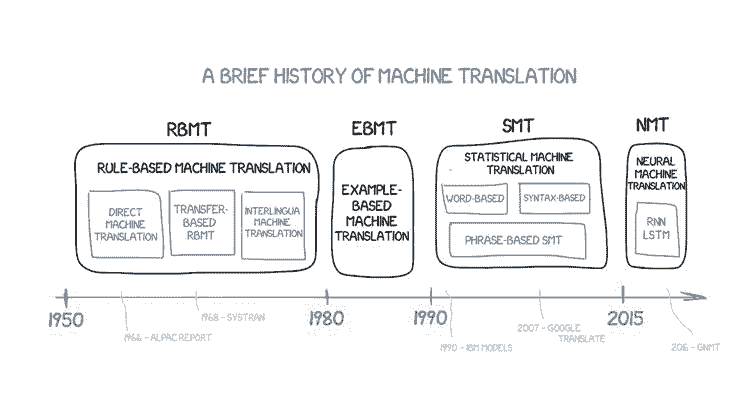 A BRIEF HISTORY OF MACHINE TRANSLATION
RBMT
EBMT
SMT
NMT
RULE-BASED MACHINE TRANSLATION
DIRECT
MACHINE
TRANSLATION
TRANSFER-
BASED
RBMT
INTERLINGUA
MACHINE
TRANSLATION
EXAMPLE-
BASED
MACHINE
TRANSLATION
STATISTICAL MACHINE
TRANSLATION
WORD-BASED
SYNTAX-BASED
PHRASE-BASED SMT
NEURAL
MACHINE
TRANSLATION
RNN
LSTM
1950
1980
1990
2015
1966 - ALPAC REPORT
1968 - SYSTRAN
1990 - IBM MODELS
2007 - GOOGLE
TRANSLATE
2016 - GNMT